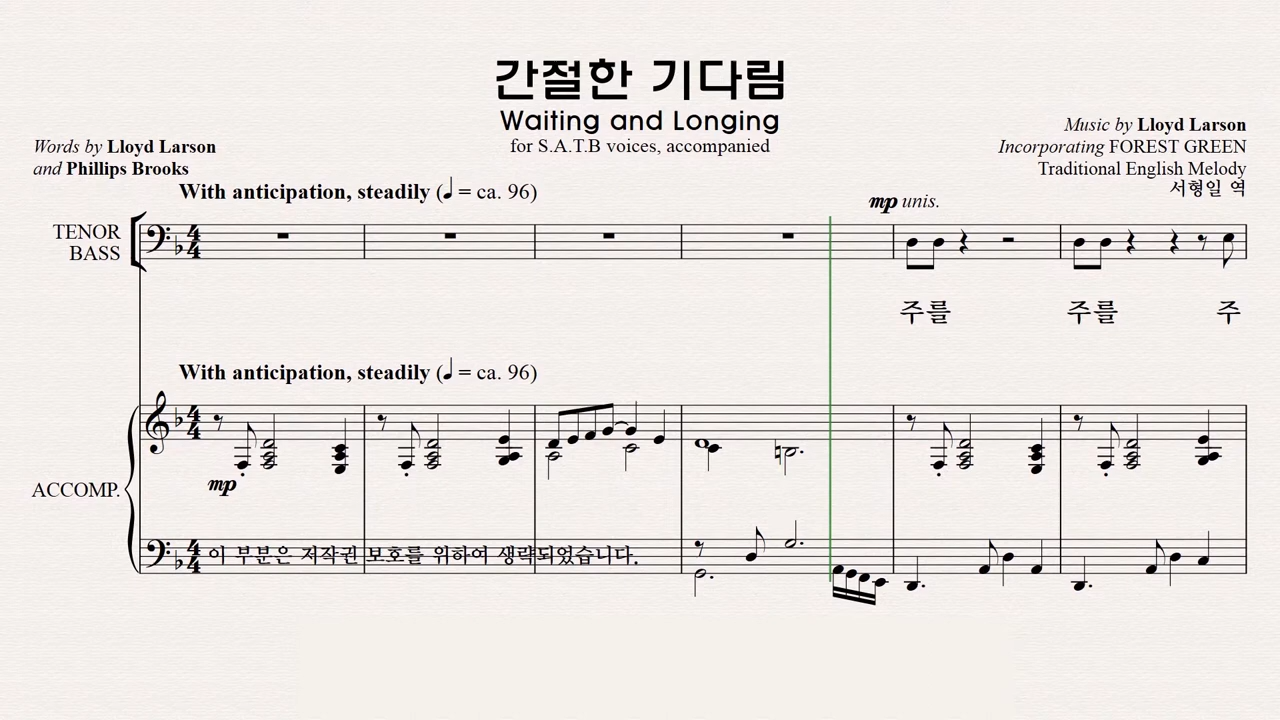 간절한 기다림
Waiting and Longing
for S.A.T.B voices, accompanied
Words by Lloyd Larson
and Phillips Brooks
Music by Lloyd Larson
Incorporating FOREST GREEN
Traditional English Melody
서형일 역
With anticipation, steadily (♩ = ca. 96)
mp unis.
TENOR
BASS
주를 주를 주
With anticipation, steadily (♩ = ca. 96)
mp
ACCOMP.
이 부분은 저작권 보호를 위하여 생략되었습니다.